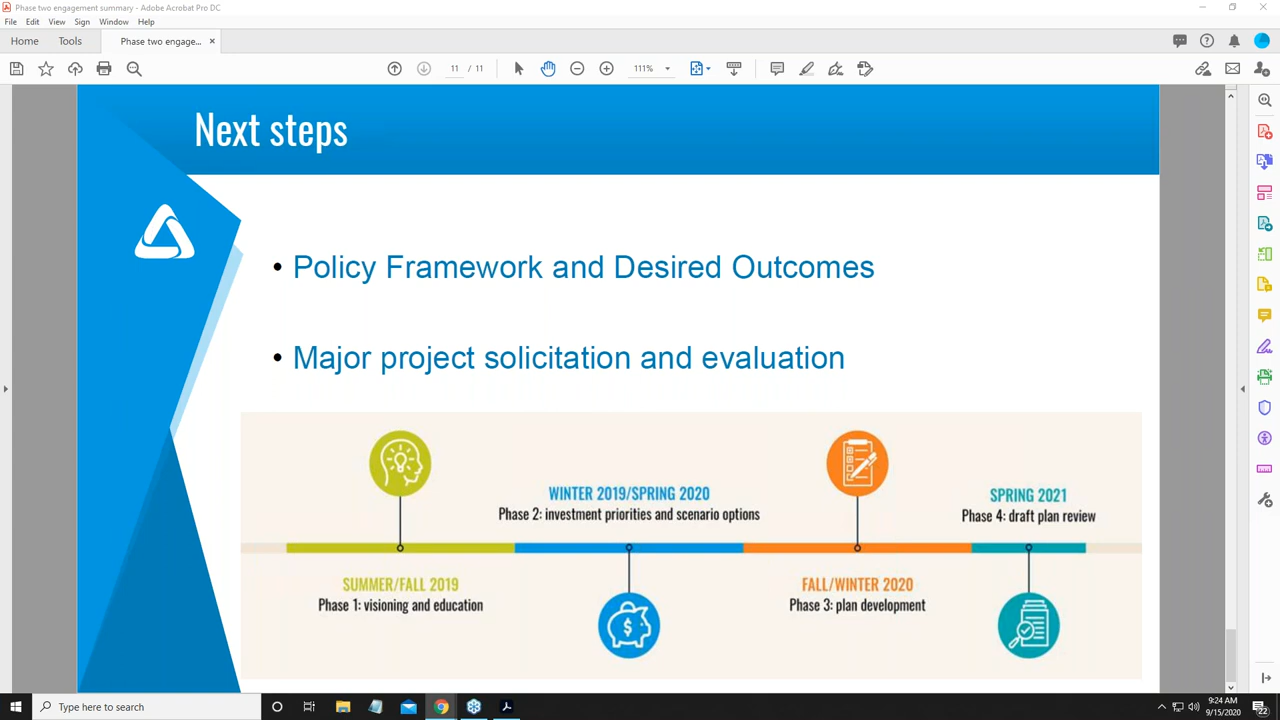 Phase two engagement summary - Adobe Acrobat Pro DC
File Edit View Sign Window Help
Home Tools Phase two engage... ×
11 / 11 111%
Next steps
• Policy Framework and Desired Outcomes
• Major project solicitation and evaluation
WINTER 2019/SPRING 2020
Phase 2: investment priorities and scenario options
SPRING 2021
Phase 4: draft plan review
SUMMER/FALL 2019
Phase 1: visioning and education
FALL/WINTER 2020
Phase 3: plan development
$
Type here to search
9:24 AM
9/15/2020
22